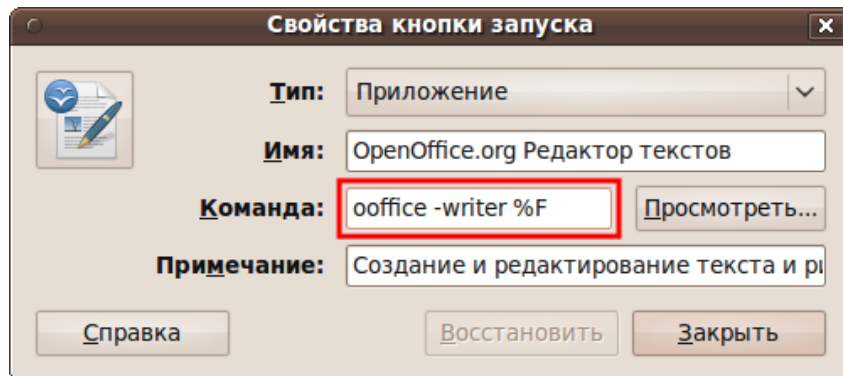 Свойства кнопки запуска
Тип: Приложение
Имя: OpenOffice.org Редактор текстов
Команда: ooffice -writer %F Просмотреть...
Примечание: Создание и редактирование текста и
Справка Восстановить Закрыть